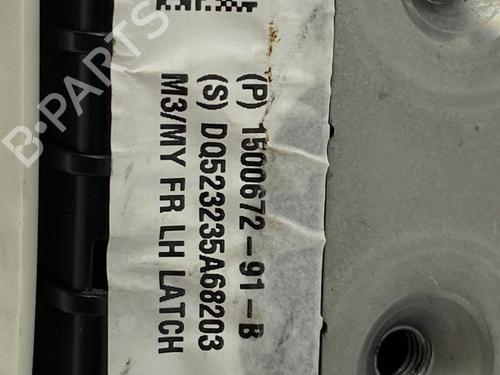 (P) 1500672-91-B
(S) DQ523235A68203
M3/MY FR LH LATCH
B-PARTS